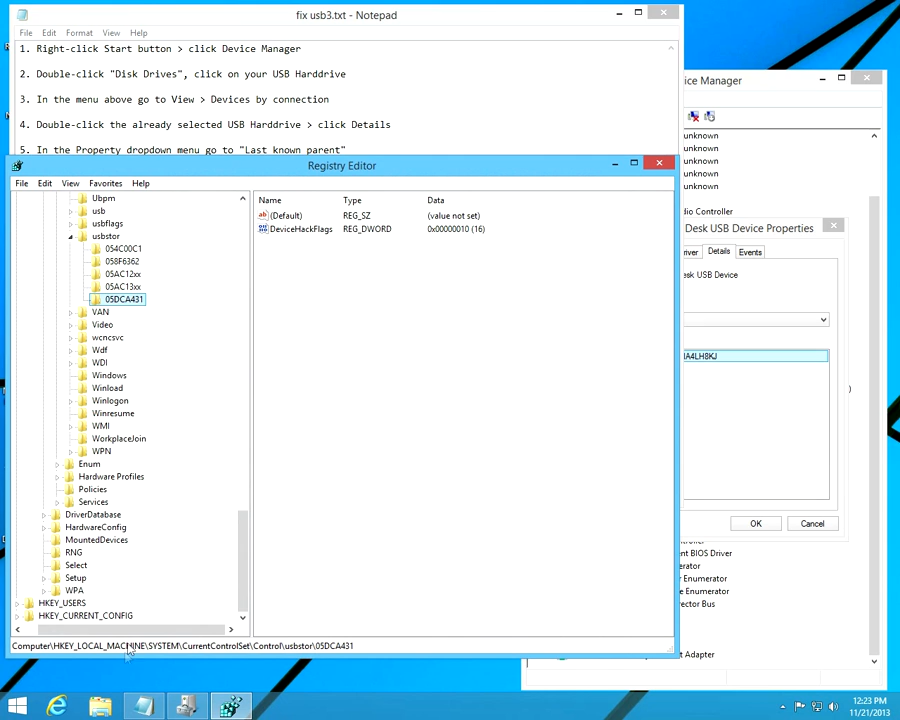 fix usb3.txt - Notepad
File Edit Format View Help
1. Right-click Start button > click Device Manager
2. Double-click "Disk Drives", click on your USB Harddrive
3. In the menu above go to View > Devices by connection
4. Double-click the already selected USB Harddrive > click Details
5. In the Property dropdown menu go to "Last known parent"
ce Manager
unknown
unknown
unknown
unknown
unknown
dio Controller
Desk USB Device Properties
river Details Events
esk USB Device
IA4LH8KJ
OK Cancel
nt BIOS Driver
erator
r Enumerator
Enumerator
ector Bus
t Adapter
Registry Editor
File Edit View Favorites Help
Ubpm
usb
usbflags
usbstor
054C00C1
058F6362
05AC12xx
05AC13xx
05DCA431
VAN
Video
wcncsvc
Wdf
WDI
Windows
Winload
Winlogon
Winresume
WMI
WorkplaceJoin
WPN
Enum
Hardware Profiles
Policies
Services
DriverDatabase
HardwareConfig
MountedDevices
RNG
Select
Setup
WPA
HKEY_USERS
HKEY_CURRENT_CONFIG
Name Type Data
(Default) REG_SZ (value not set)
DeviceHackFlags REG_DWORD 0x00000010 (16)
Computer\HKEY_LOCAL_MACHINE\SYSTEM\CurrentControlSet\Control\usbstor\05DCA431
12:23 PM
11/21/2013